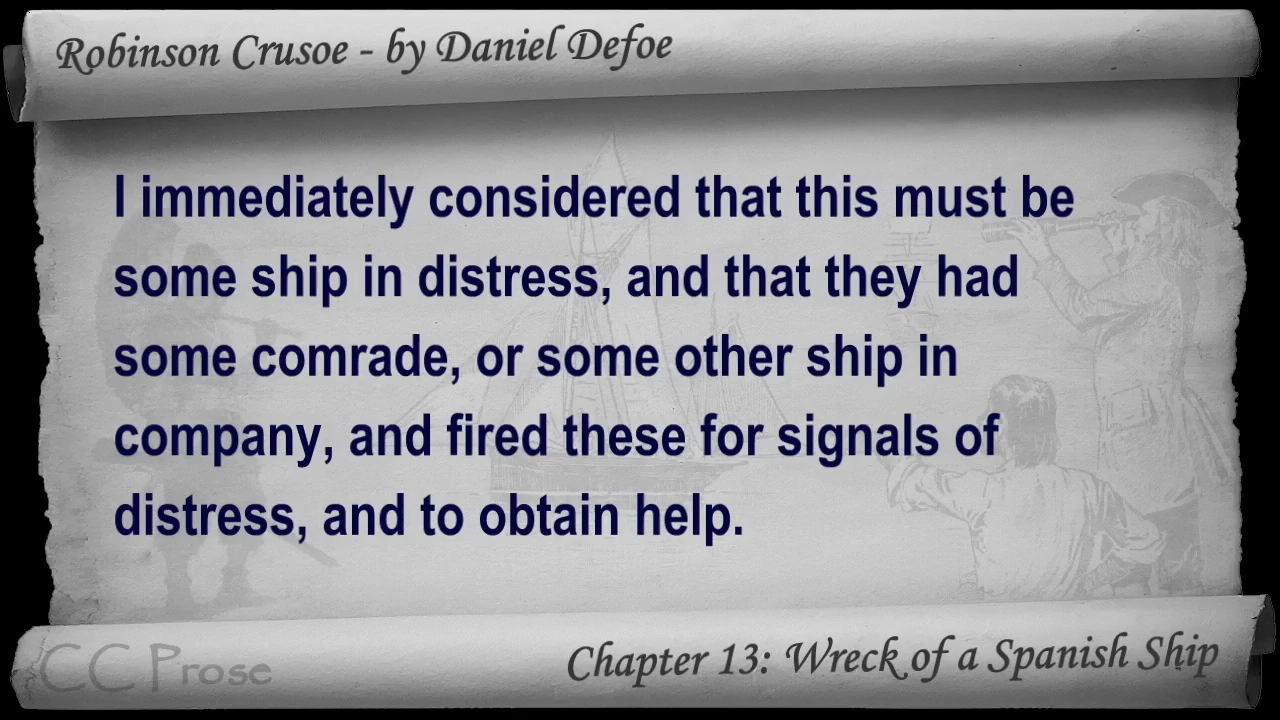 Robinson Crusoe - by Daniel Defoe
I immediately considered that this must be
some ship in distress, and that they had
some comrade, or some other ship in
company, and fired these for signals of
distress, and to obtain help.
CC Prose
Chapter 13: Wreck of a Spanish Ship